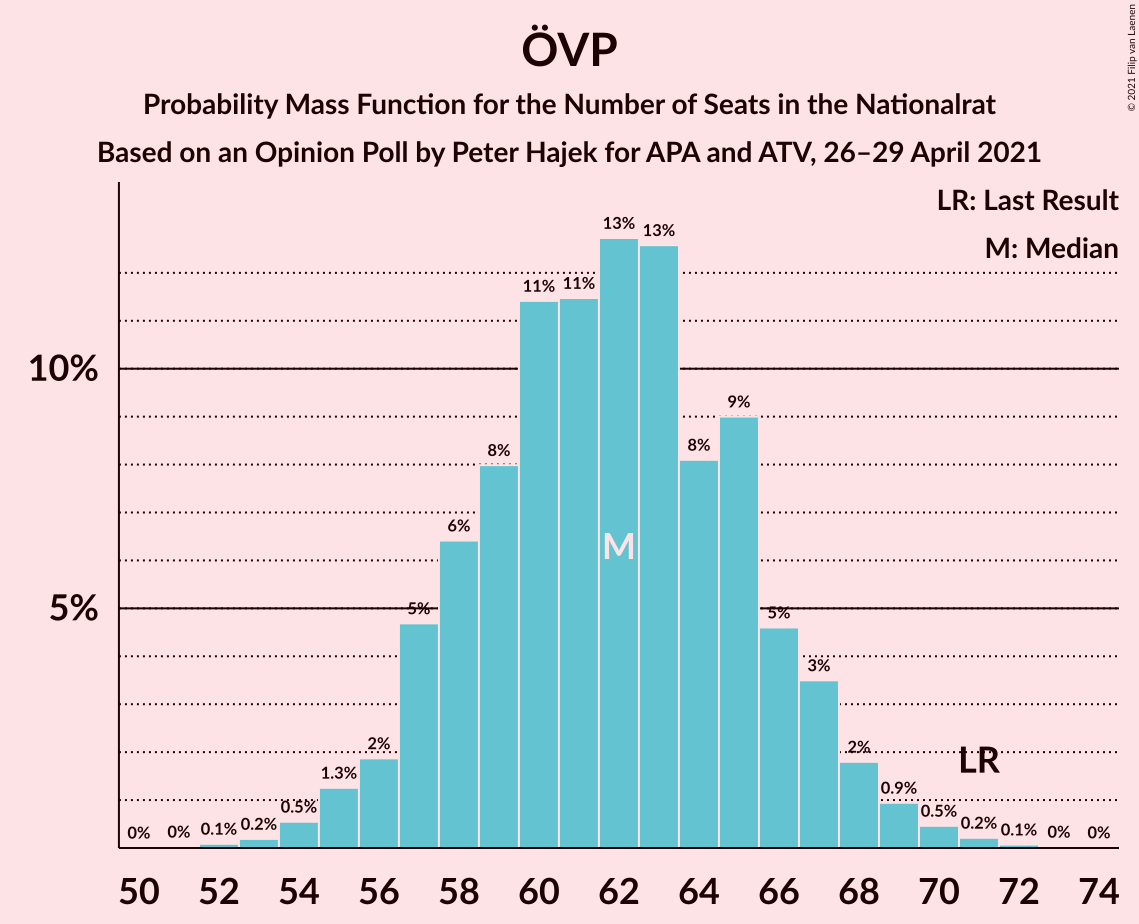 ÖVP
Probability Mass Function for the Number of Seats in the Nationalrat
Based on an Opinion Poll by Peter Hajek for APA and ATV, 26–29 April 2021
© 2021 Filip van Laenen
LR: Last Result
M: Median
10%
5%
0% 0% 0.1% 0.2% 0.5% 1.3% 2% 5% 6% 8% 11% 11% 13% 13% 8% 9% 5% 3% 2% 0.9% 0.5% 0.2% 0.1% 0% 0%
M
LR
50 52 54 56 58 60 62 64 66 68 70 72 74